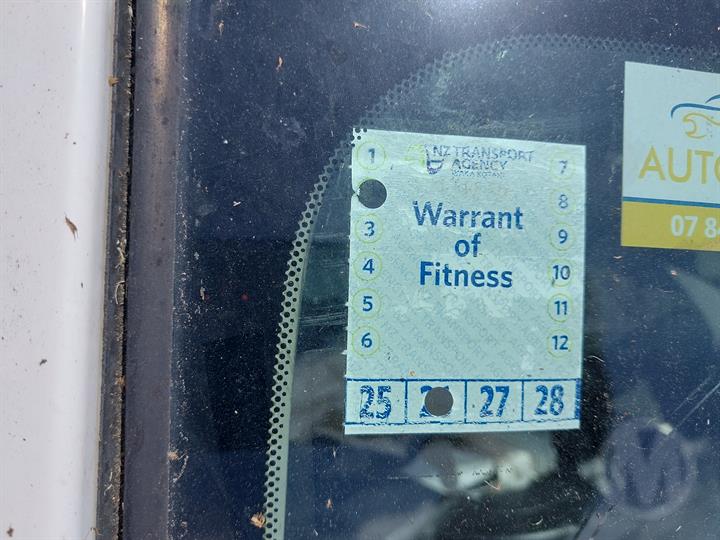 NZ TRANSPORT
AGENCY
WAKA KOTAHI
Warrant
of
Fitness
1
3
4
5
6
7
8
9
10
11
12
25 27 28
AUTO
07 84